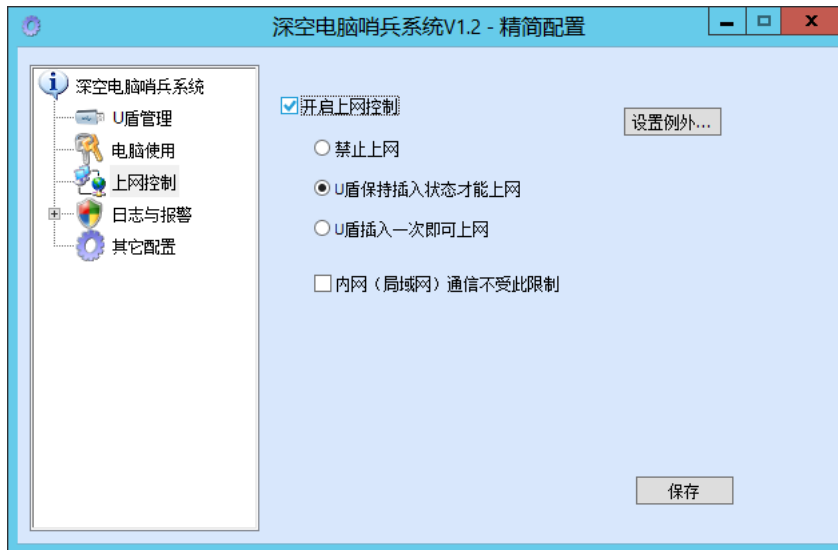 深空电脑哨兵系统V1.2 - 精简配置
深空电脑哨兵系统
U盾管理
电脑使用
上网控制
日志与报警
其它配置
开启上网控制
设置例外...
禁止上网
U盾保持插入状态才能上网
U盾插入一次即可上网
内网（局域网）通信不受此限制
保存